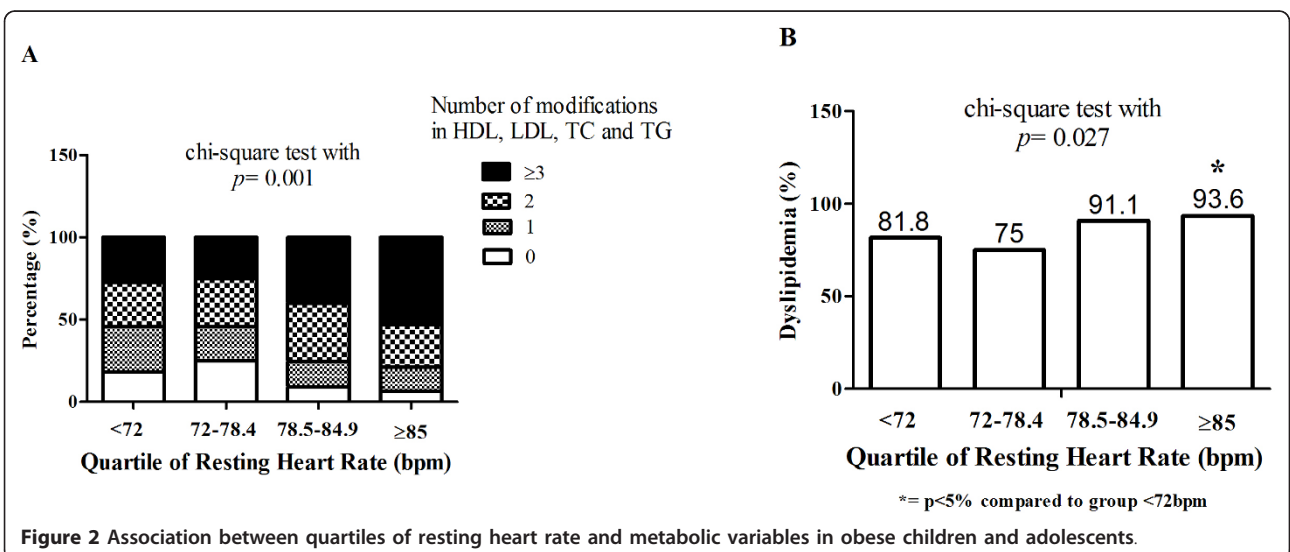 A
Number of modifications
in HDL, LDL, TC and TG
≥3
2
1
0
chi-square test with
p= 0.001
150
100
50
0
Percentage (%)
<72 72-78.4 78.5-84.9 ≥85
Quartile of Resting Heart Rate (bpm)
B
chi-square test with
p= 0.027
150
100
50
0
Dyslipidemia (%)
81.8 75 91.1 93.6
*
<72 72-78.4 78.5-84.9 ≥85
Quartile of Resting Heart Rate (bpm)
*= p<5% compared to group <72bpm
Figure 2 Association between quartiles of resting heart rate and metabolic variables in obese children and adolescents.